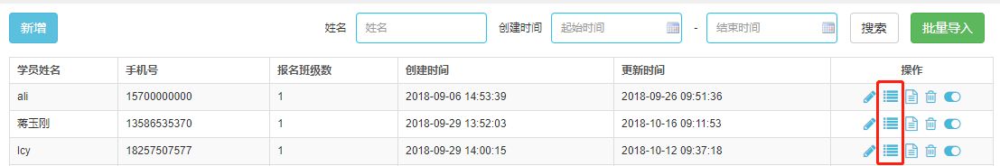 新增 姓名 姓名 创建时间 起始时间 - 结束时间 搜索 批量导入
学员姓名 手机号 报名班级数 创建时间 更新时间 操作
ali 15700000000 1 2018-09-06 14:53:39 2018-09-26 09:51:36
蒋玉刚 13586535370 1 2018-09-29 13:52:03 2018-10-16 09:11:53
lcy 18257507577 1 2018-09-29 14:00:15 2018-10-12 09:37:18